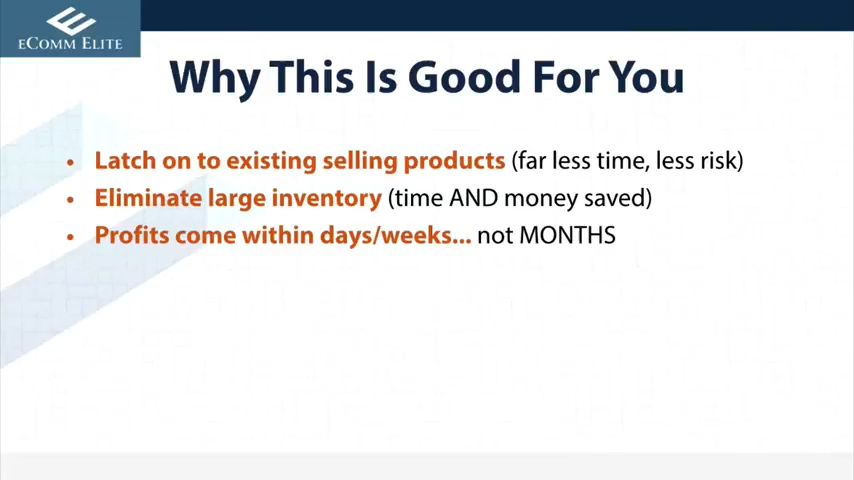 eComm Elite
Why This Is Good For You
• Latch on to existing selling products (far less time, less risk)
• Eliminate large inventory (time AND money saved)
• Profits come within days/weeks... not MONTHS